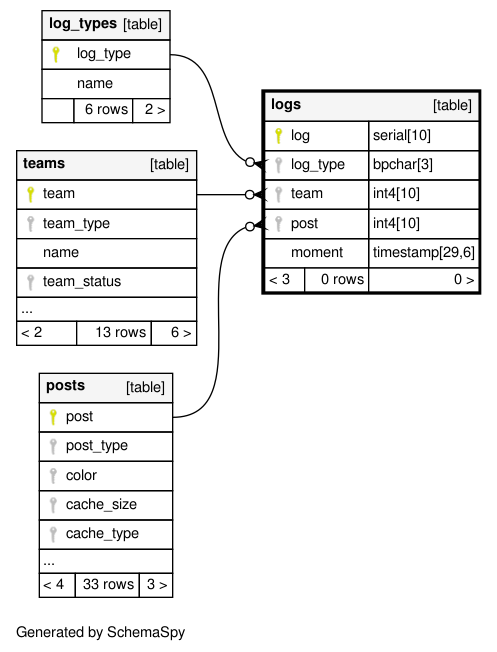 log_types [table]
log_type
name
6 rows 2 >
teams [table]
team
team_type
name
team_status
...
< 2 13 rows 6 >
posts [table]
post
post_type
color
cache_size
cache_type
...
< 4 33 rows 3 >
logs [table]
log serial[10]
log_type bpchar[3]
team int4[10]
post int4[10]
moment timestamp[29,6]
< 3 0 rows 0 >
Generated by SchemaSpy